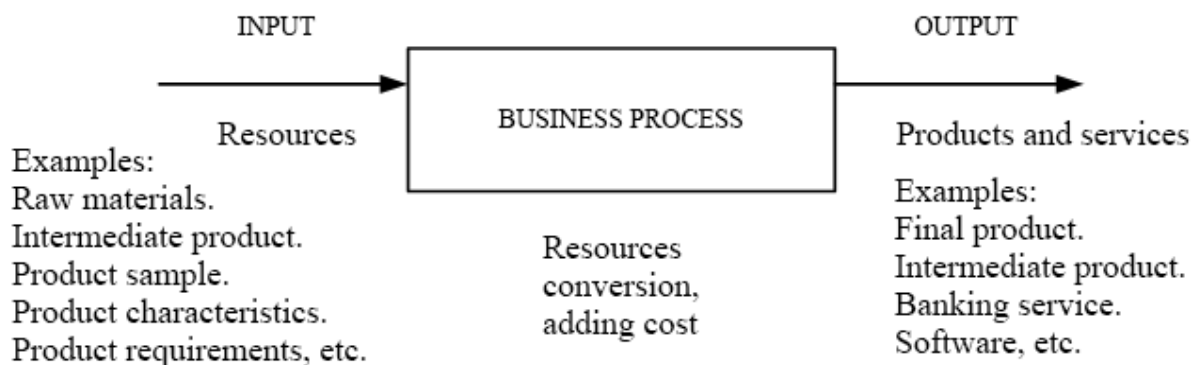 INPUT
Resources
Examples:
Raw materials.
Intermediate product.
Product sample.
Product characteristics.
Product requirements, etc.
BUSINESS PROCESS
Resources
conversion,
adding cost
OUTPUT
Products and services
Examples:
Final product.
Intermediate product.
Banking service.
Software, etc.